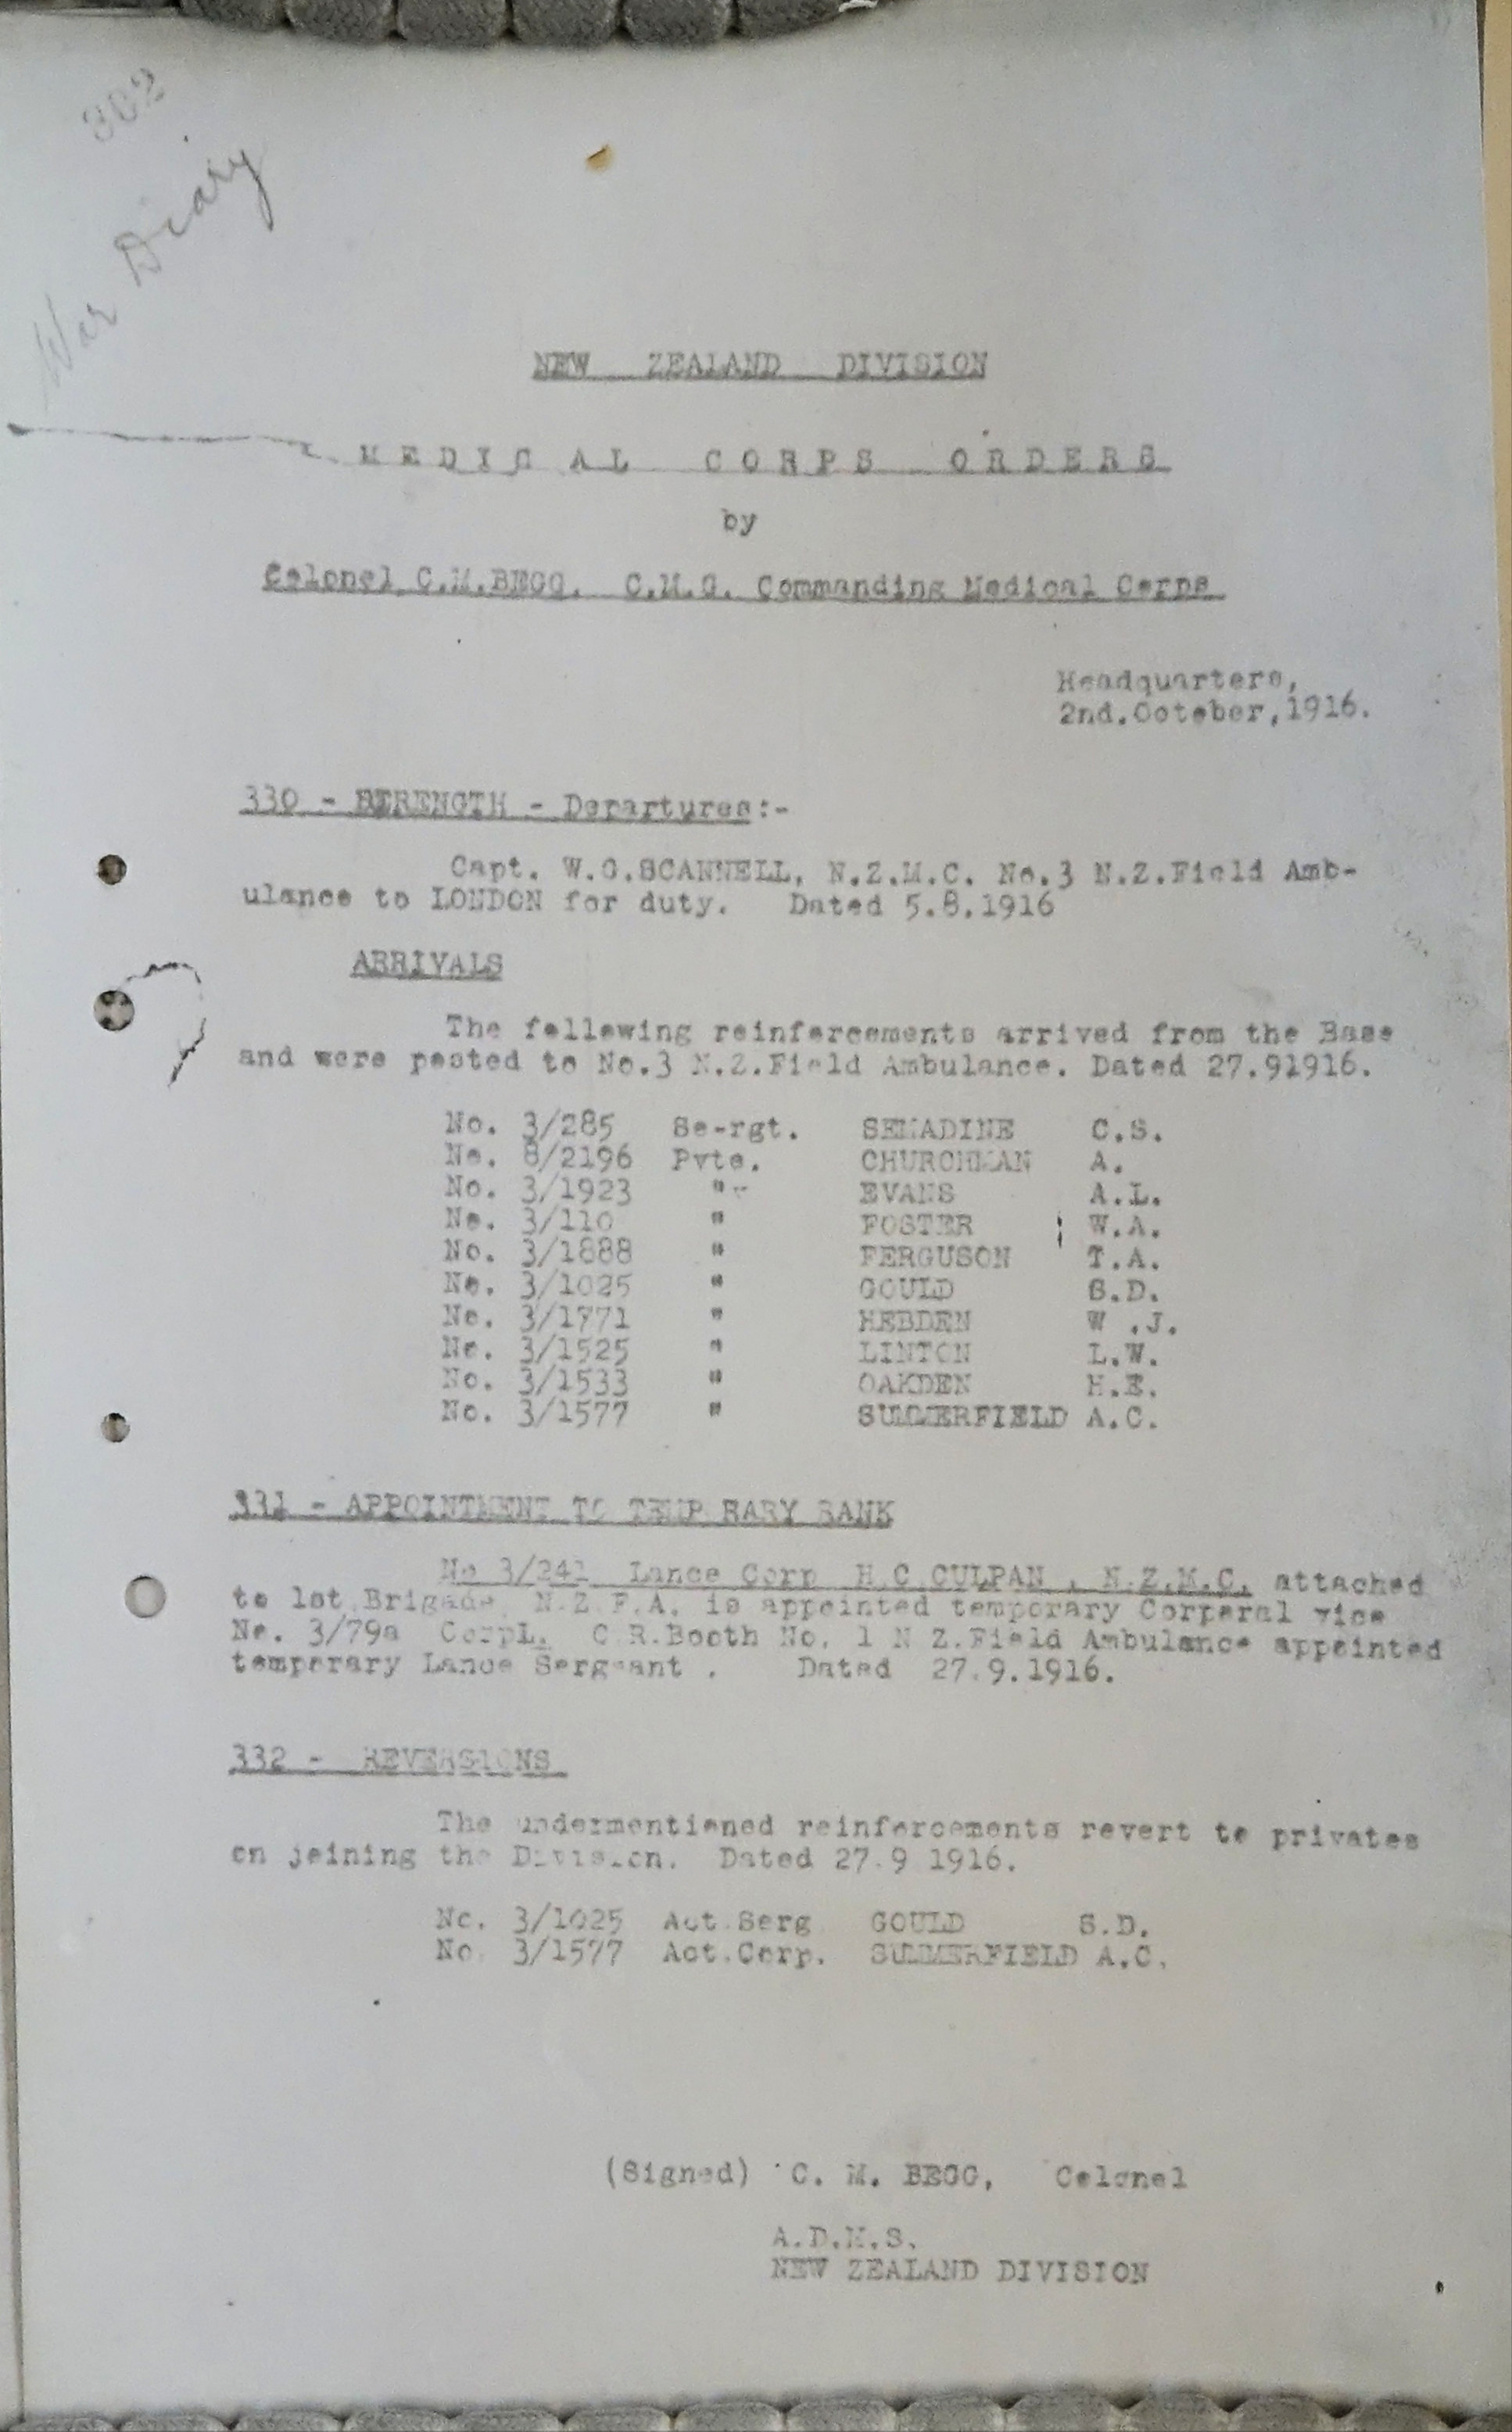 302
War Diary
NEW ZEALAND DIVISION
MEDICAL CORPS ORDERS
by
Colonel C.M.BEGG, C.M.G. Commanding Medical Corps
Headquarters,
2nd.October,1916.
330 - STRENGTH - Departures:-
Capt. W.G.SCANNELL, N.Z.M.C. No.3 N.Z.Field Amb-
ulance to LONDON for duty. Dated 5.8.1916
ARRIVALS
The following reinforcements arrived from the Base
and were posted to No.3 N.Z.Field Ambulance. Dated 27.91916.
No. 3/285 Se-rgt. SEMADINE C.S.
No. 8/2196 Pvte. CHURCHMAN A.
No. 3/1923 " EVANS A.L.
No. 3/110 " FOSTER W.A.
No. 3/1888 " FERGUSON T.A.
No. 3/1025 " GOULD S.D.
No. 3/1771 " HEBDEN W .J.
No. 3/1525 " LINTON L.W.
No. 3/1533 " OAKDEN H.E.
No. 3/1577 " SUMMERFIELD A.C.
331 - APPOINTMENT TO TEMP RARY RANK
No 3/241 Lance Corp H.C.CULPAN , N.Z.M.C. attached
to 1st Brigade N.Z.F.A. is appointed temporary Corporal vice
No. 3/79a CorpL. C.R.Booth No. 1 N Z.Field Ambulance appointed
temporary Lance Sergeant . Dated 27.9.1916.
332 - REVERSIONS
The undermentioned reinforcements revert to privates
on joining the Division. Dated 27.9 1916.
No. 3/1025 Act.Serg GOULD S.D.
No. 3/1577 Act.Corp. SUMMERFIELD A.C.
(Signed) C. M. BEGG, Colonel
A.D.M.S.
NEW ZEALAND DIVISION